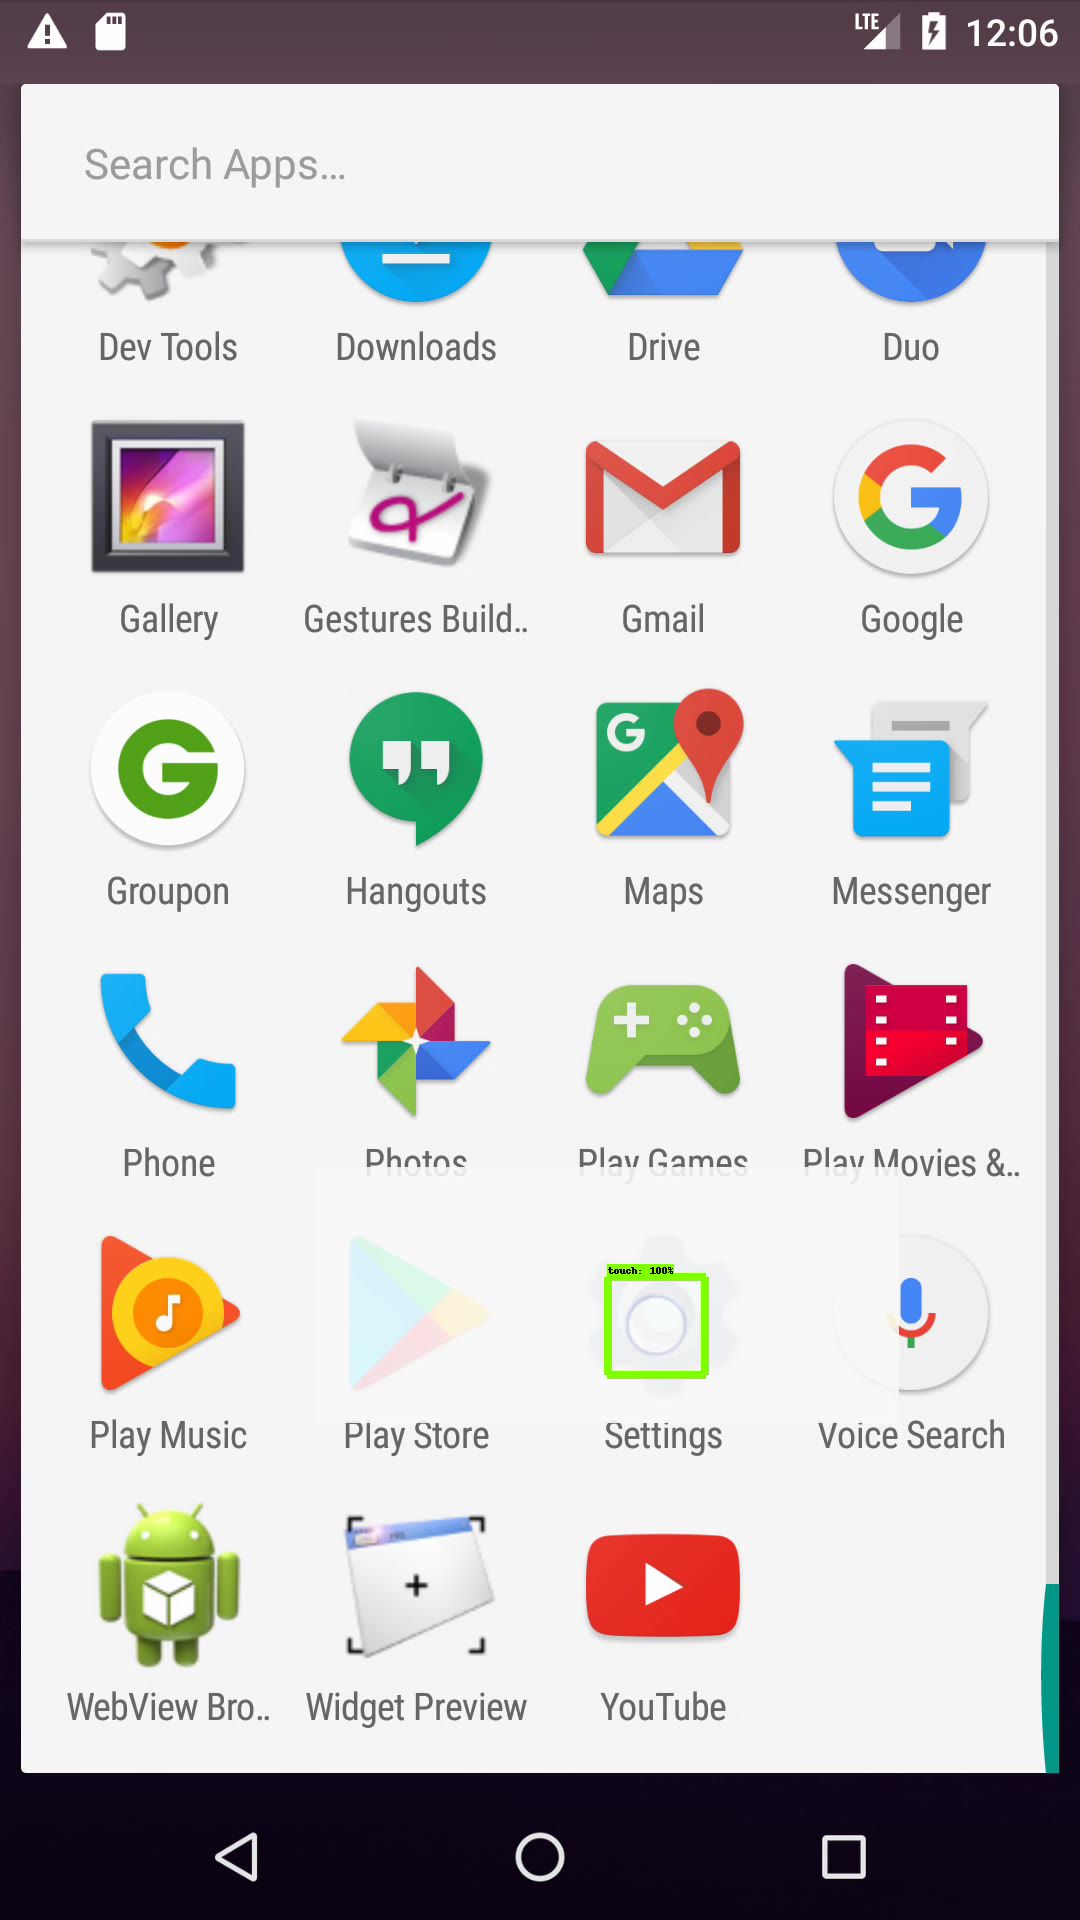 LTE 12:06
Search Apps...
Dev Tools Downloads Drive Duo
Gallery Gestures Build.. Gmail Google
Groupon Hangouts Maps Messenger
Phone Photos Play Games Play Movies &..
touch: 100%
Play Music Play Store Settings Voice Search
WebView Bro.. Widget Preview YouTube